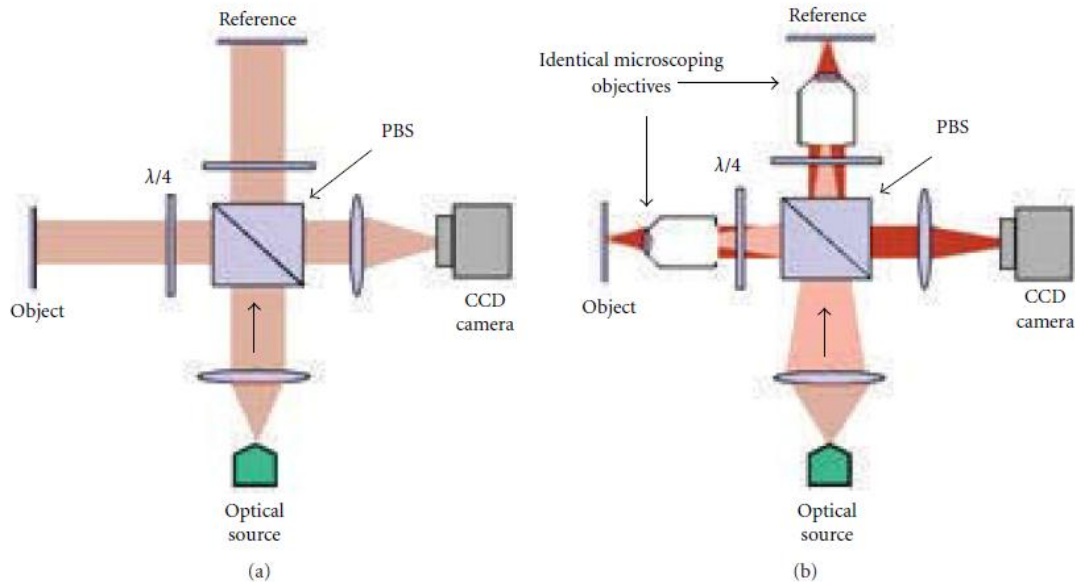 Reference
PBS
λ/4
Object
CCD
camera
Optical
source
(a)
Reference
Identical microscoping
objectives
PBS
λ/4
Object
CCD
camera
Optical
source
(b)